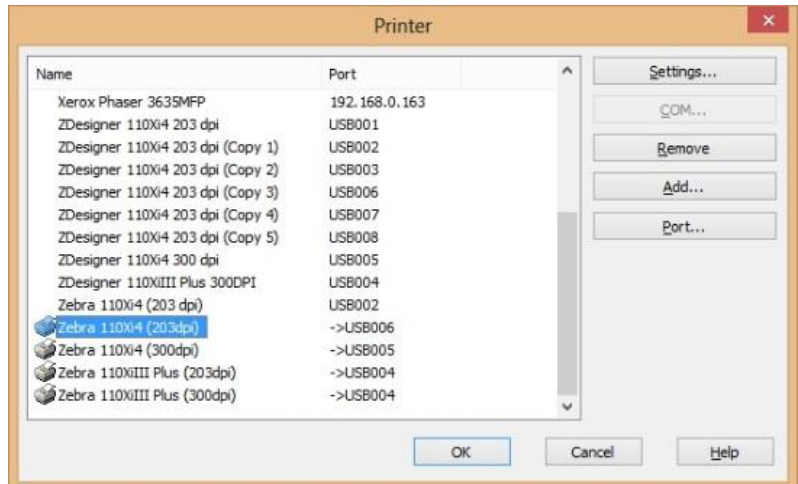 Printer
Name Port
Xerox Phaser 3635MFP 192.168.0.163
ZDesigner 110Xi4 203 dpi USB001
ZDesigner 110Xi4 203 dpi (Copy 1) USB002
ZDesigner 110Xi4 203 dpi (Copy 2) USB003
ZDesigner 110Xi4 203 dpi (Copy 3) USB006
ZDesigner 110Xi4 203 dpi (Copy 4) USB007
ZDesigner 110Xi4 203 dpi (Copy 5) USB008
ZDesigner 110Xi4 300 dpi USB005
ZDesigner 110XiIII Plus 300DPI USB004
Zebra 110Xi4 (203 dpi) USB002
Zebra 110Xi4 (203dpi) ->USB006
Zebra 110Xi4 (300dpi) ->USB005
Zebra 110XiIII Plus (203dpi) ->USB004
Zebra 110XiIII Plus (300dpi) ->USB004
Settings...
COM...
Remove
Add...
Port...
OK Cancel Help